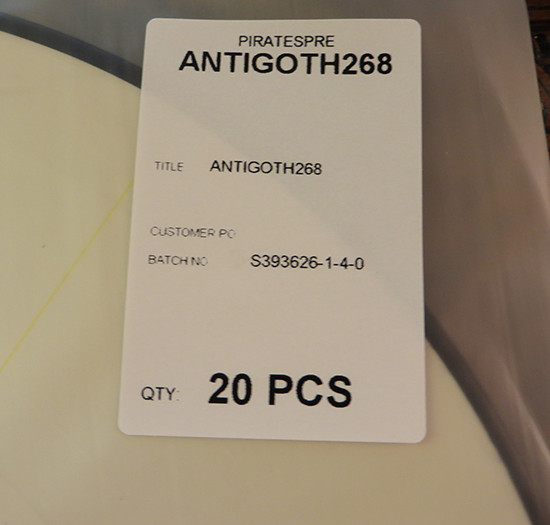 PIRATESPRE
ANTIGOTH268
TITLE ANTIGOTH268
CUSTOMER PO
BATCH NO S393626-1-4-0
QTY: 20 PCS